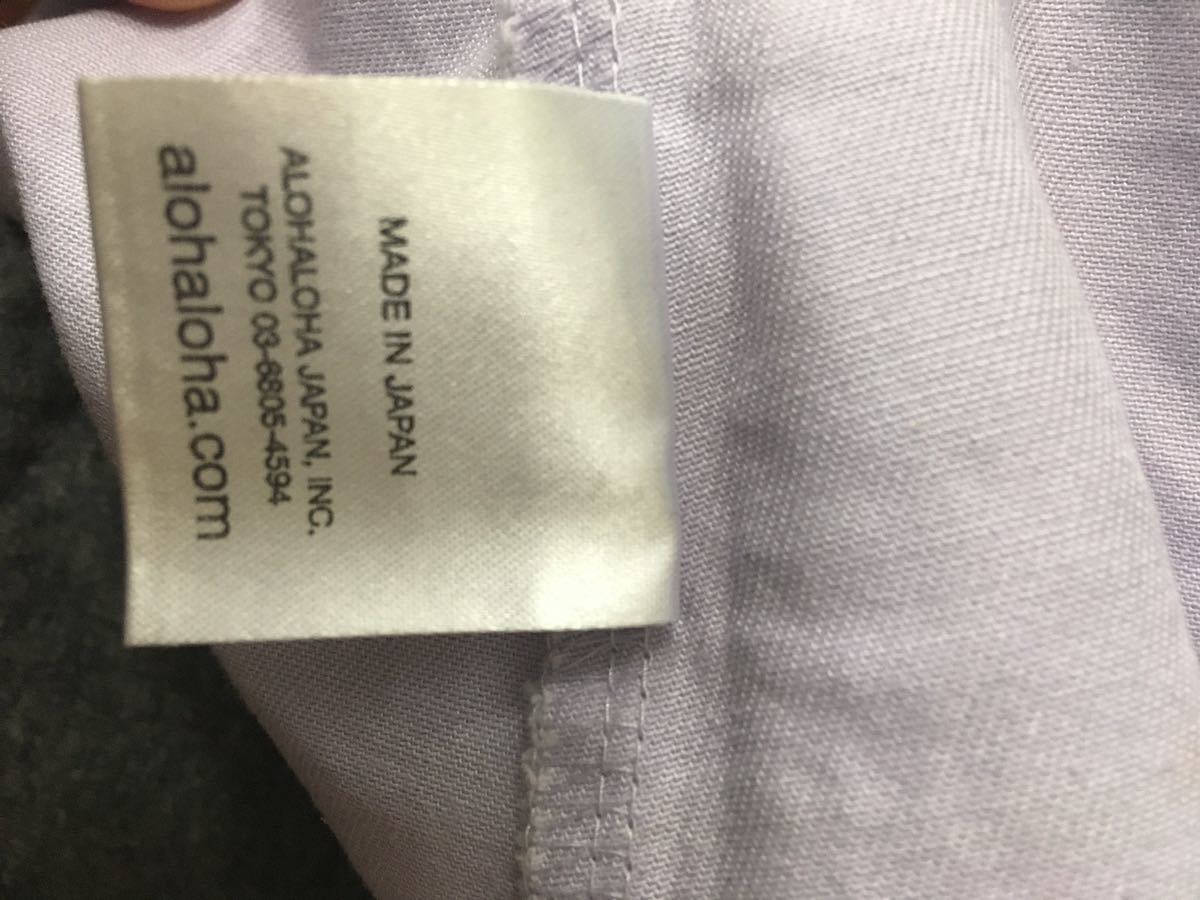 MADE IN JAPAN
ALOHALOHA JAPAN, INC.
TOKYO 03-6805-4594
alohaloha.com